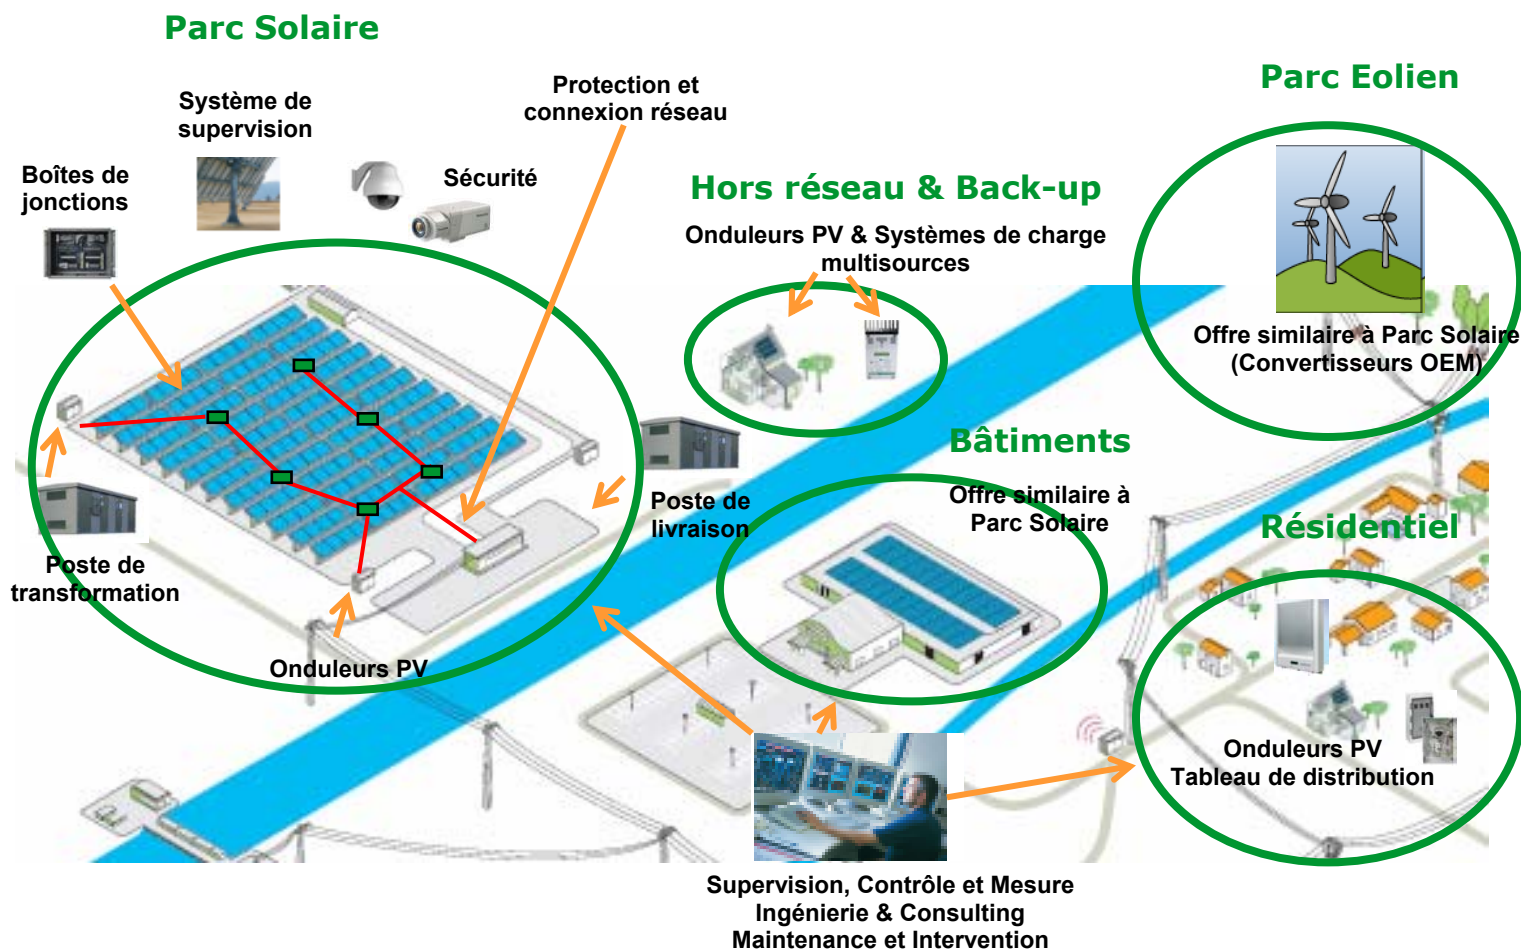 Parc Solaire
Système de
supervision
Protection et
connexion réseau
Boîtes de
jonctions
Sécurité
Poste de
transformation
Onduleurs PV
Poste de
livraison
Hors réseau & Back-up
Onduleurs PV & Systèmes de charge
multisources
Parc Eolien
Offre similaire à Parc Solaire
(Convertisseurs OEM)
Bâtiments
Offre similaire à
Parc Solaire
Résidentiel
Onduleurs PV
Tableau de distribution
Supervision, Contrôle et Mesure
Ingénierie & Consulting
Maintenance et Intervention